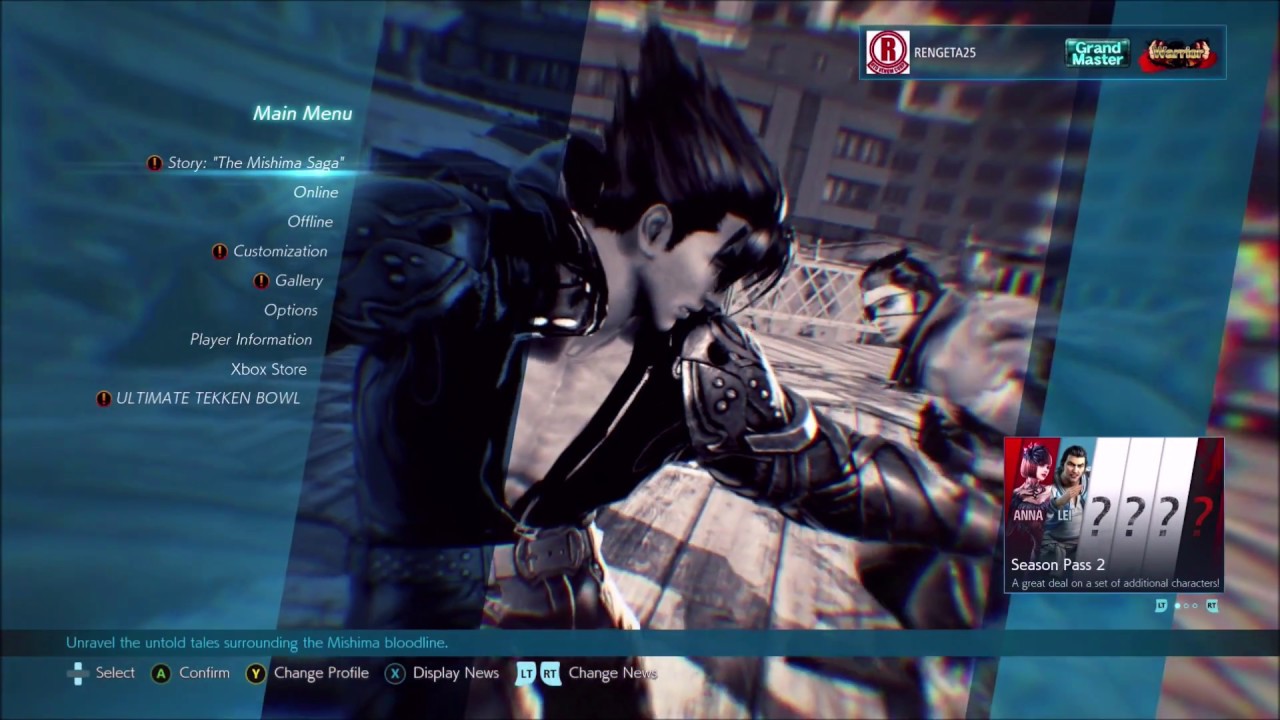 RENGETA25
Grand
Master
Warrior
Main Menu
Story: "The Mishima Saga"
Online
Offline
Customization
Gallery
Options
Player Information
Xbox Store
ULTIMATE TEKKEN BOWL
ANNA LEI ? ? ? ?
Season Pass 2
A great deal on a set of additional characters!
LT RT
Unravel the untold tales surrounding the Mishima bloodline.
Select A Confirm Y Change Profile X Display News LT RT Change News